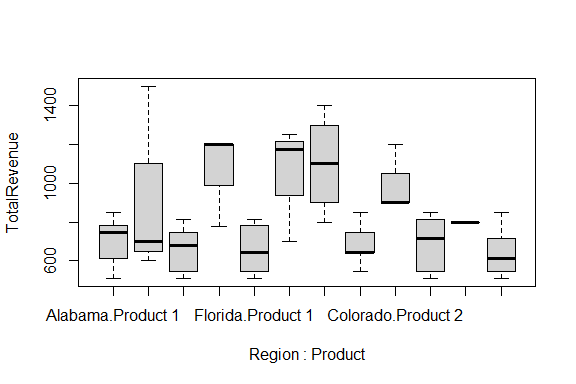 TotalRevenue
1400
1000
600
Alabama.Product 1 Florida.Product 1 Colorado.Product 2
Region : Product